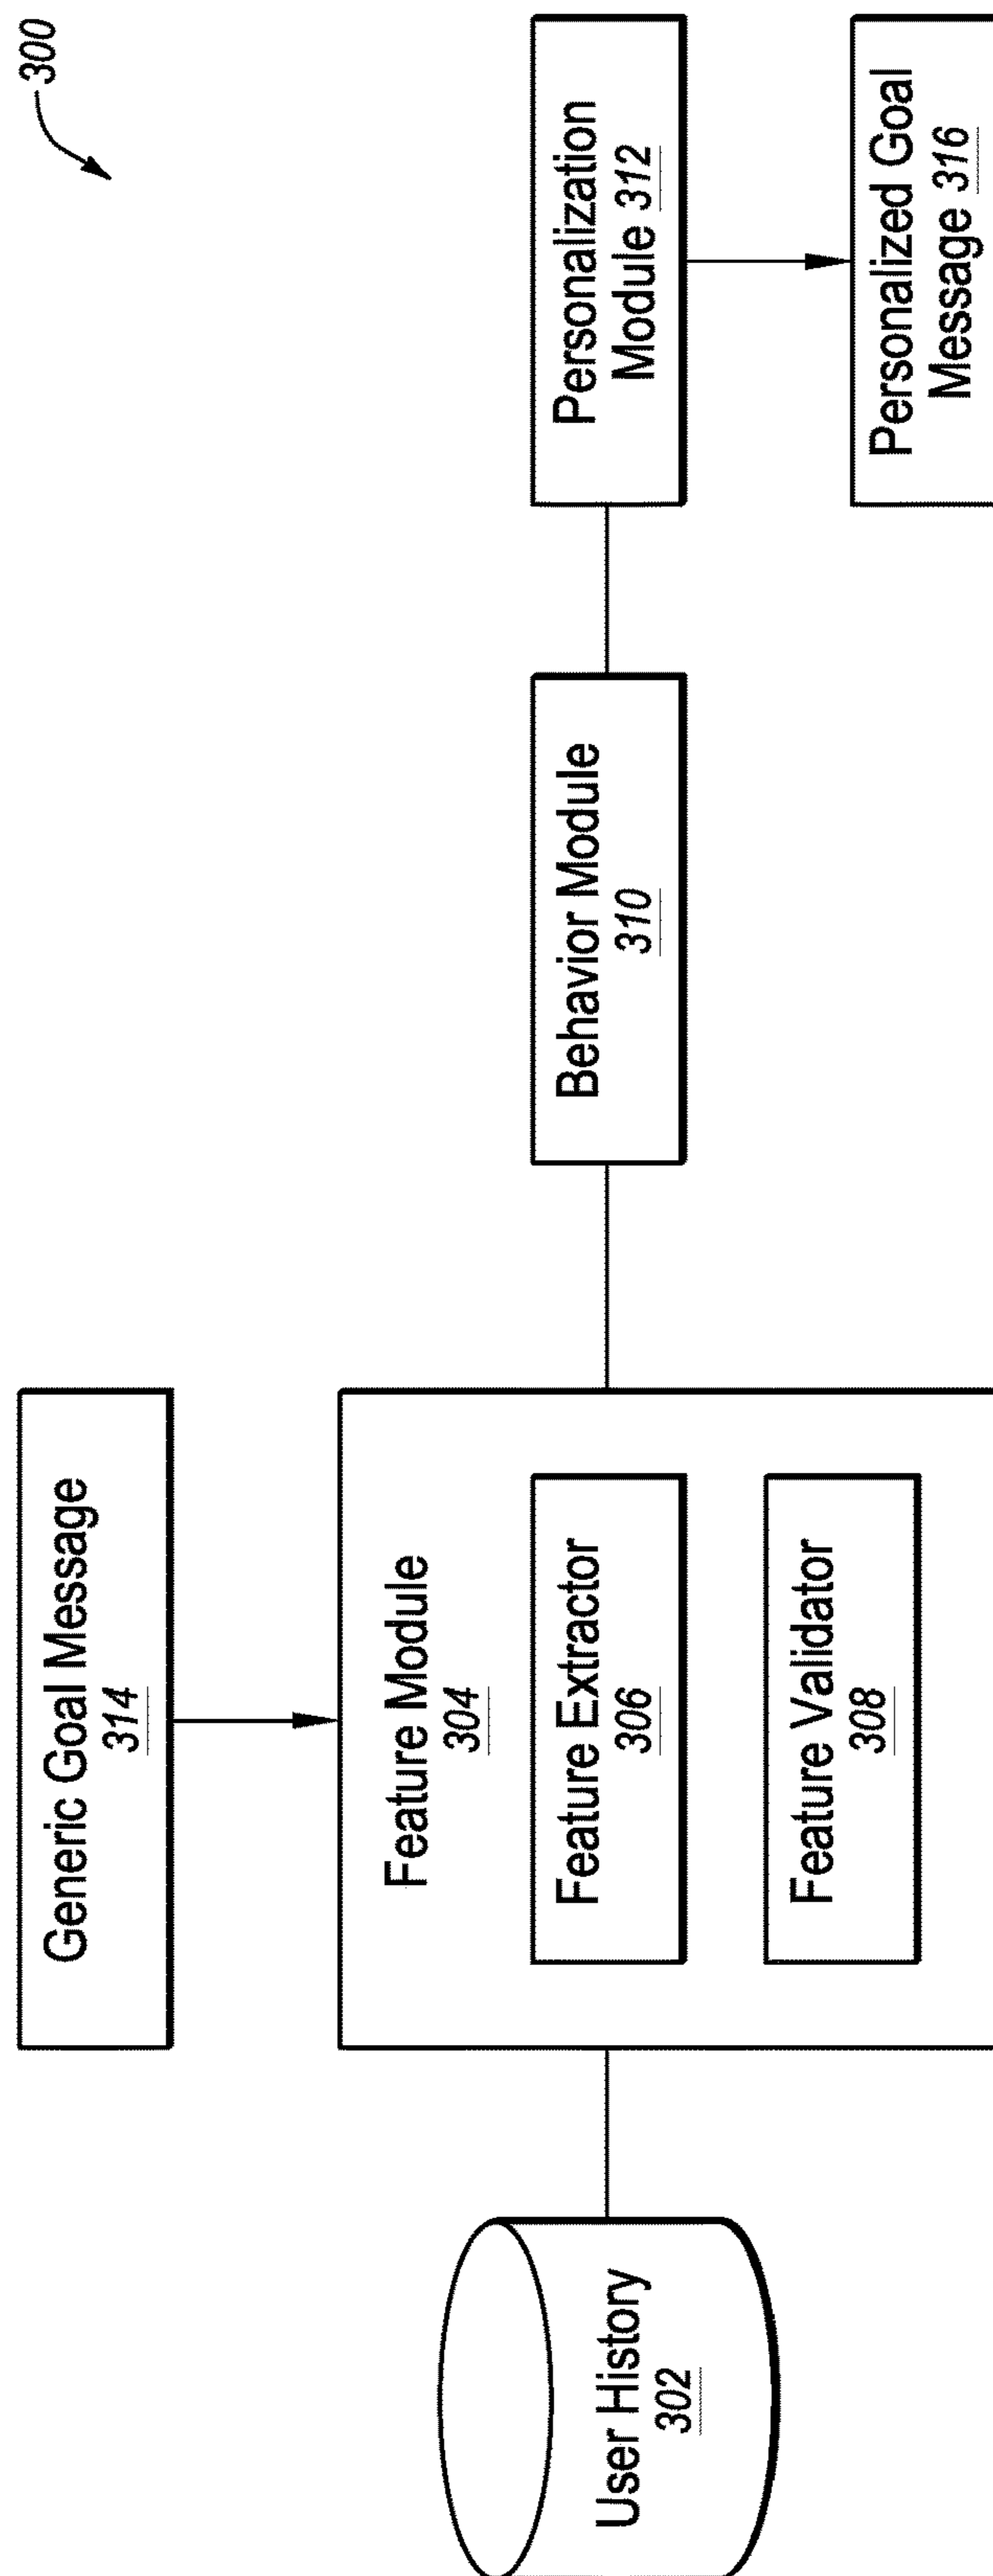 300
Generic Goal Message
314
User History
302
Feature Module
304
Feature Extractor
306
Feature Validator
308
Behavior Module
310
Personalization
Module 312
Personalized Goal
Message 316